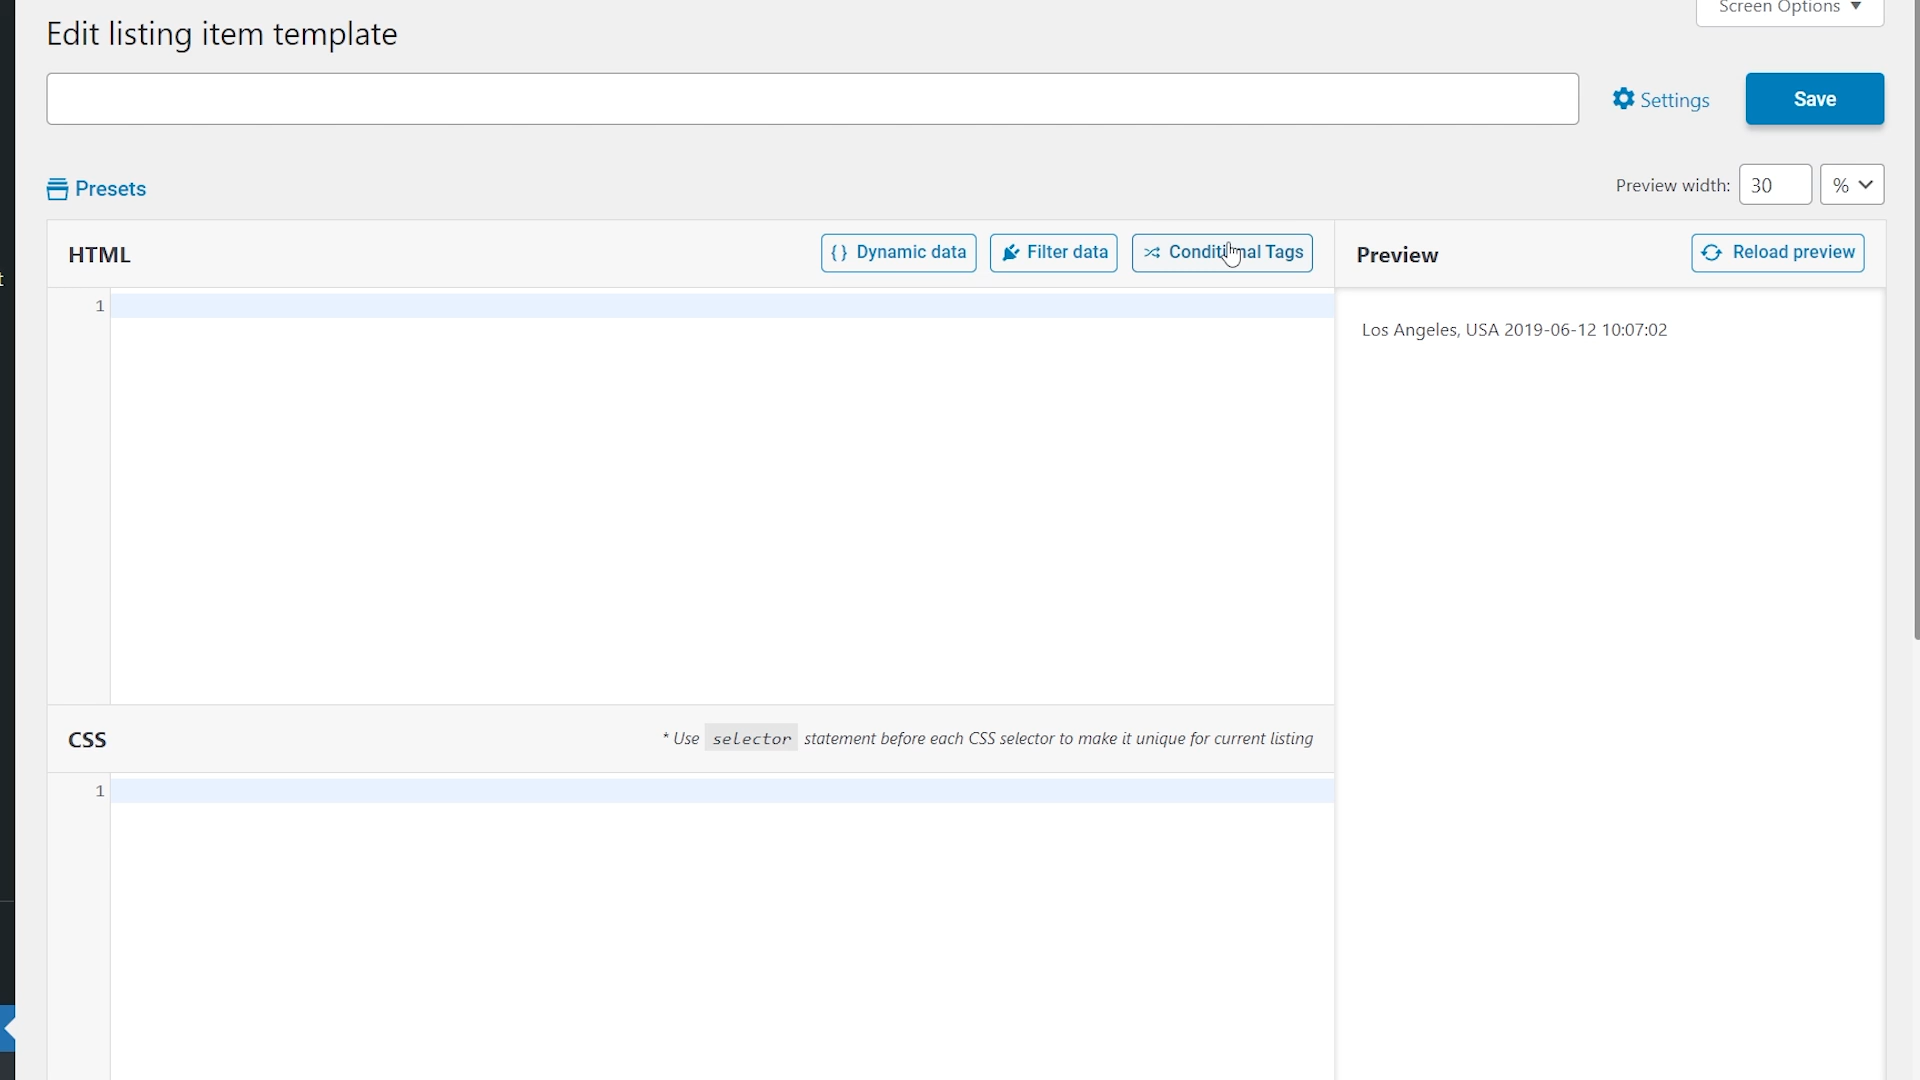 Screen Options
Edit listing item template
Settings
Save
Presets
Preview width: 30 %
HTML
{} Dynamic data
Filter data
Conditional Tags
Preview
Reload preview
t
1
Los Angeles, USA 2019-06-12 10:07:02
CSS
* Use selector statement before each CSS selector to make it unique for current listing
1